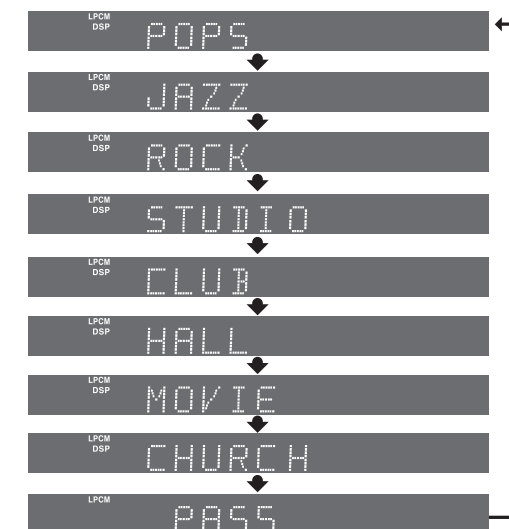 LPCM
DSP
POPS
LPCM
DSP
JAZZ
LPCM
DSP
ROCK
LPCM
DSP
STUDIO
LPCM
DSP
CLUB
LPCM
DSP
HALL
LPCM
DSP
MOVIE
LPCM
DSP
CHURCH
LPCM
PASS